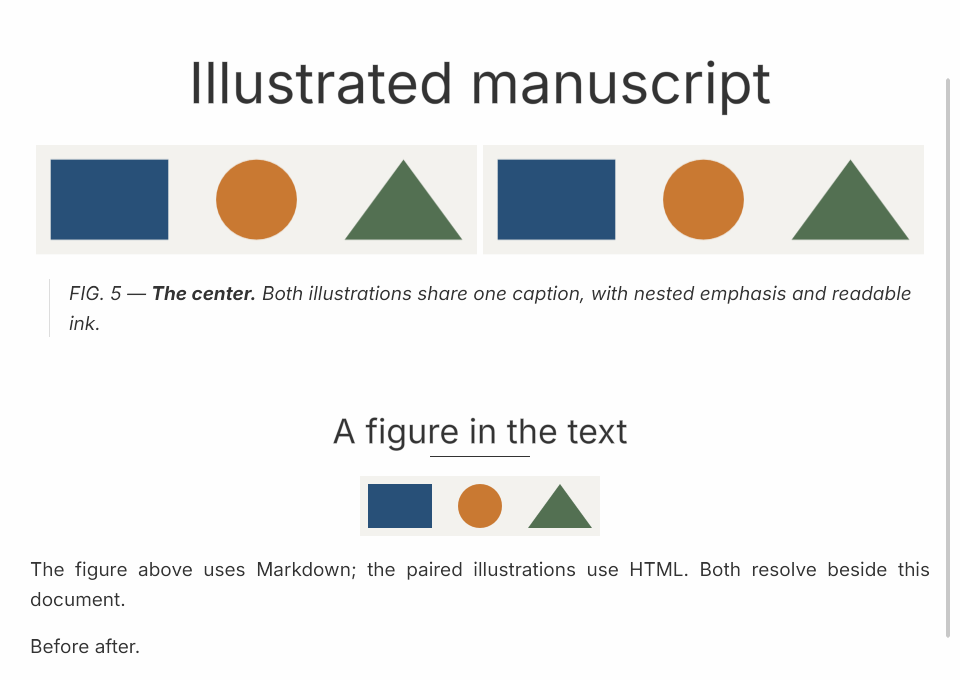 Illustrated manuscript
FIG. 5 — The center. Both illustrations share one caption, with nested emphasis and readable
ink.
A figure in the text
The figure above uses Markdown; the paired illustrations use HTML. Both resolve beside this
document.
Before after.